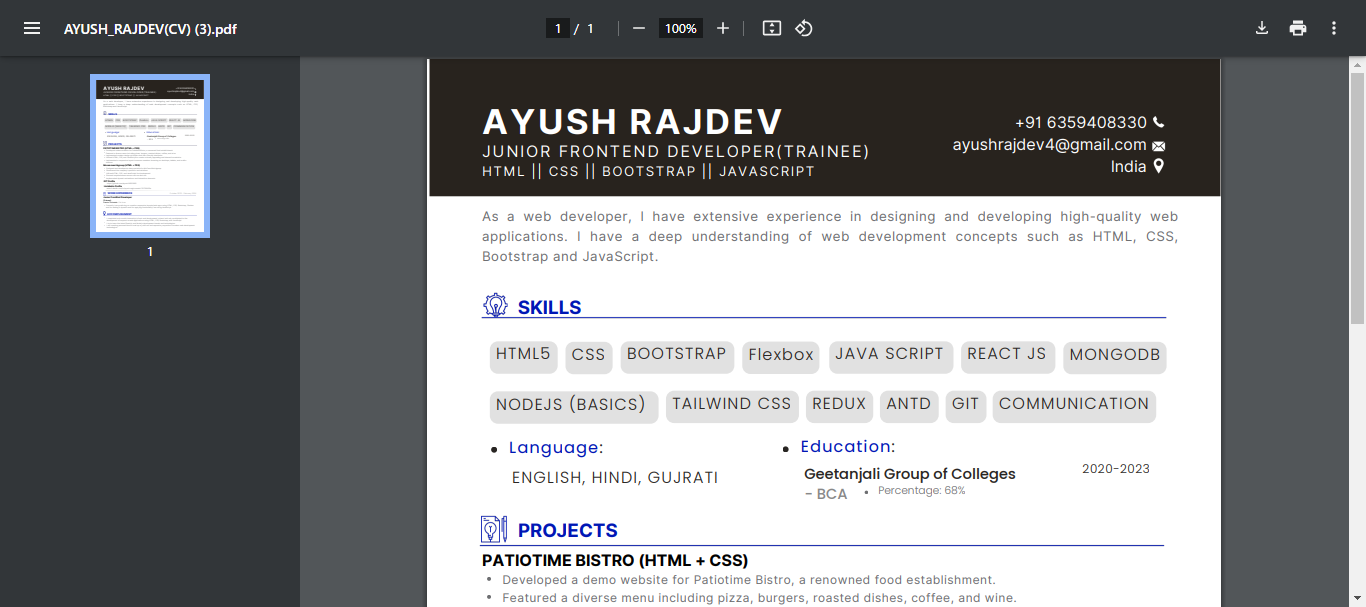 AYUSH_RAJDEV(CV) (3).pdf
1 / 1
100%
1
AYUSH RAJDEV
JUNIOR FRONTEND DEVELOPER(TRAINEE)
HTML || CSS || BOOTSTRAP || JAVASCRIPT
+91 6359408330
ayushrajdev4@gmail.com
India
As a web developer, I have extensive experience in designing and developing high-quality web
applications. I have a deep understanding of web development concepts such as HTML, CSS,
Bootstrap and JavaScript.
SKILLS
HTML5 CSS BOOTSTRAP Flexbox JAVA SCRIPT REACT JS MONGODB
NODEJS (BASICS) TAILWIND CSS REDUX ANTD GIT COMMUNICATION
• Language:
ENGLISH, HINDI, GUJRATI
• Education:
Geetanjali Group of Colleges 2020-2023
- BCA • Percentage: 68%
PROJECTS
PATIOTIME BISTRO (HTML + CSS)
• Developed a demo website for Patiotime Bistro, a renowned food establishment.
• Featured a diverse menu including pizza, burgers, roasted dishes, coffee, and wine.